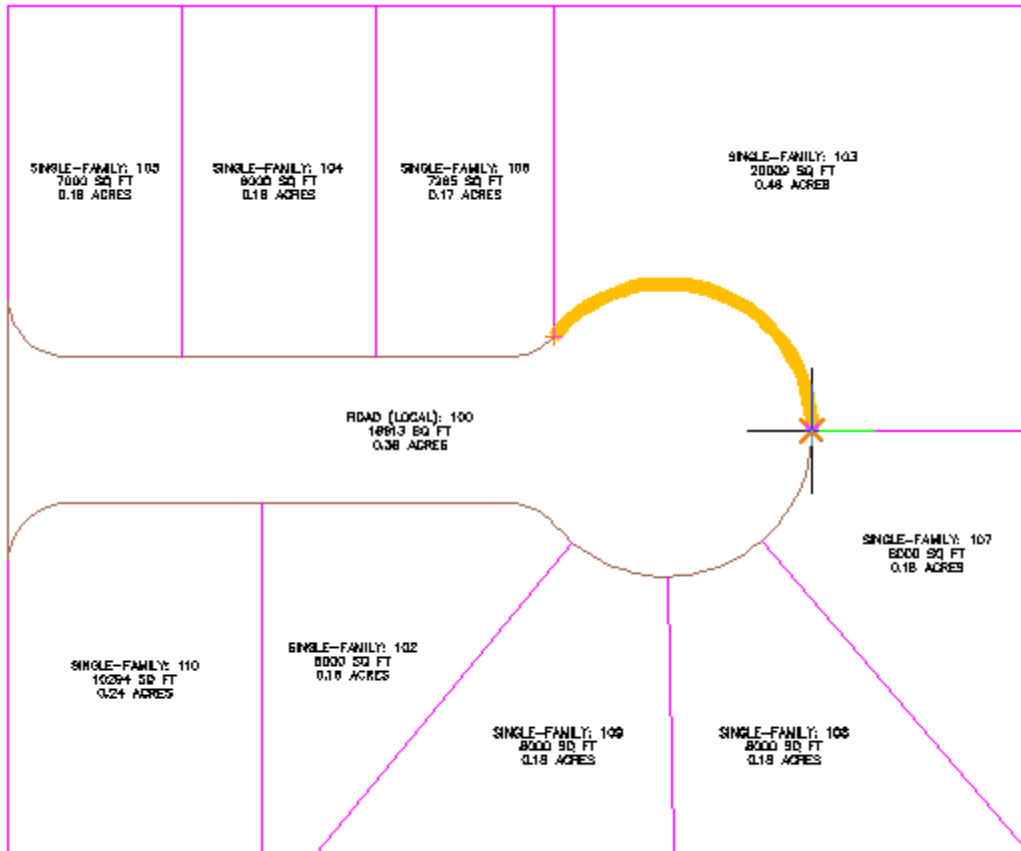 SINGLE-FAMILY: 105
7000 SQ FT
0.16 ACRES
SINGLE-FAMILY: 104
8000 SQ FT
0.18 ACRES
SINGLE-FAMILY: 106
7385 SQ FT
0.17 ACRES
SINGLE-FAMILY: 103
20009 SQ FT
0.46 ACRES
ROAD (LOCAL): 100
SQ FT
0.38 ACRES
SINGLE-FAMILY: 107
8000 SQ FT
0.18 ACRES
SINGLE-FAMILY: 110
10294 SQ FT
0.24 ACRES
SINGLE-FAMILY: 102
8000 SQ FT
0.18 ACRES
SINGLE-FAMILY: 109
8000 SQ FT
0.18 ACRES
SINGLE-FAMILY: 108
8000 SQ FT
0.18 ACRES